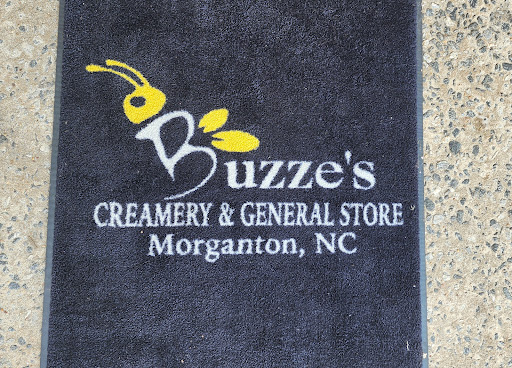 Buzze's
CREAMERY & GENERAL STORE
Morganton, NC